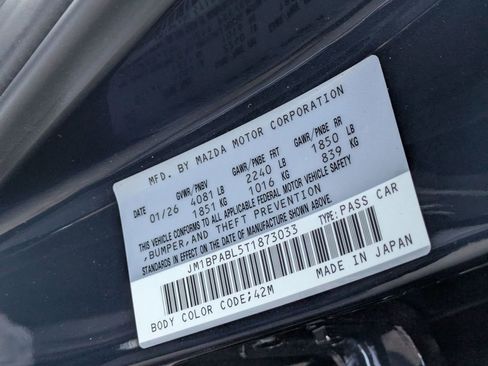 MFD. BY MAZDA MOTOR CORPORATION
DATE GVWR/PNBV GAWR/PNBE FRT GAWR/PNBE RR
01/26 4081 LB 2240 LB 1850 LB
1851 KG 1016 KG 839 KG
THIS VEHICLE CONFORMS TO ALL APPLICABLE FEDERAL MOTOR VEHICLE SAFETY
,BUMPER,AND THEFT PREVENTION
STANDARDS IN EFFECT ON THE DATE OF MANUFACTURE SHOWN ABOVE.
JM1BPABL5T1873033 TYPE:PASS CAR
BODY COLOR CODE;42M MADE IN JAPAN